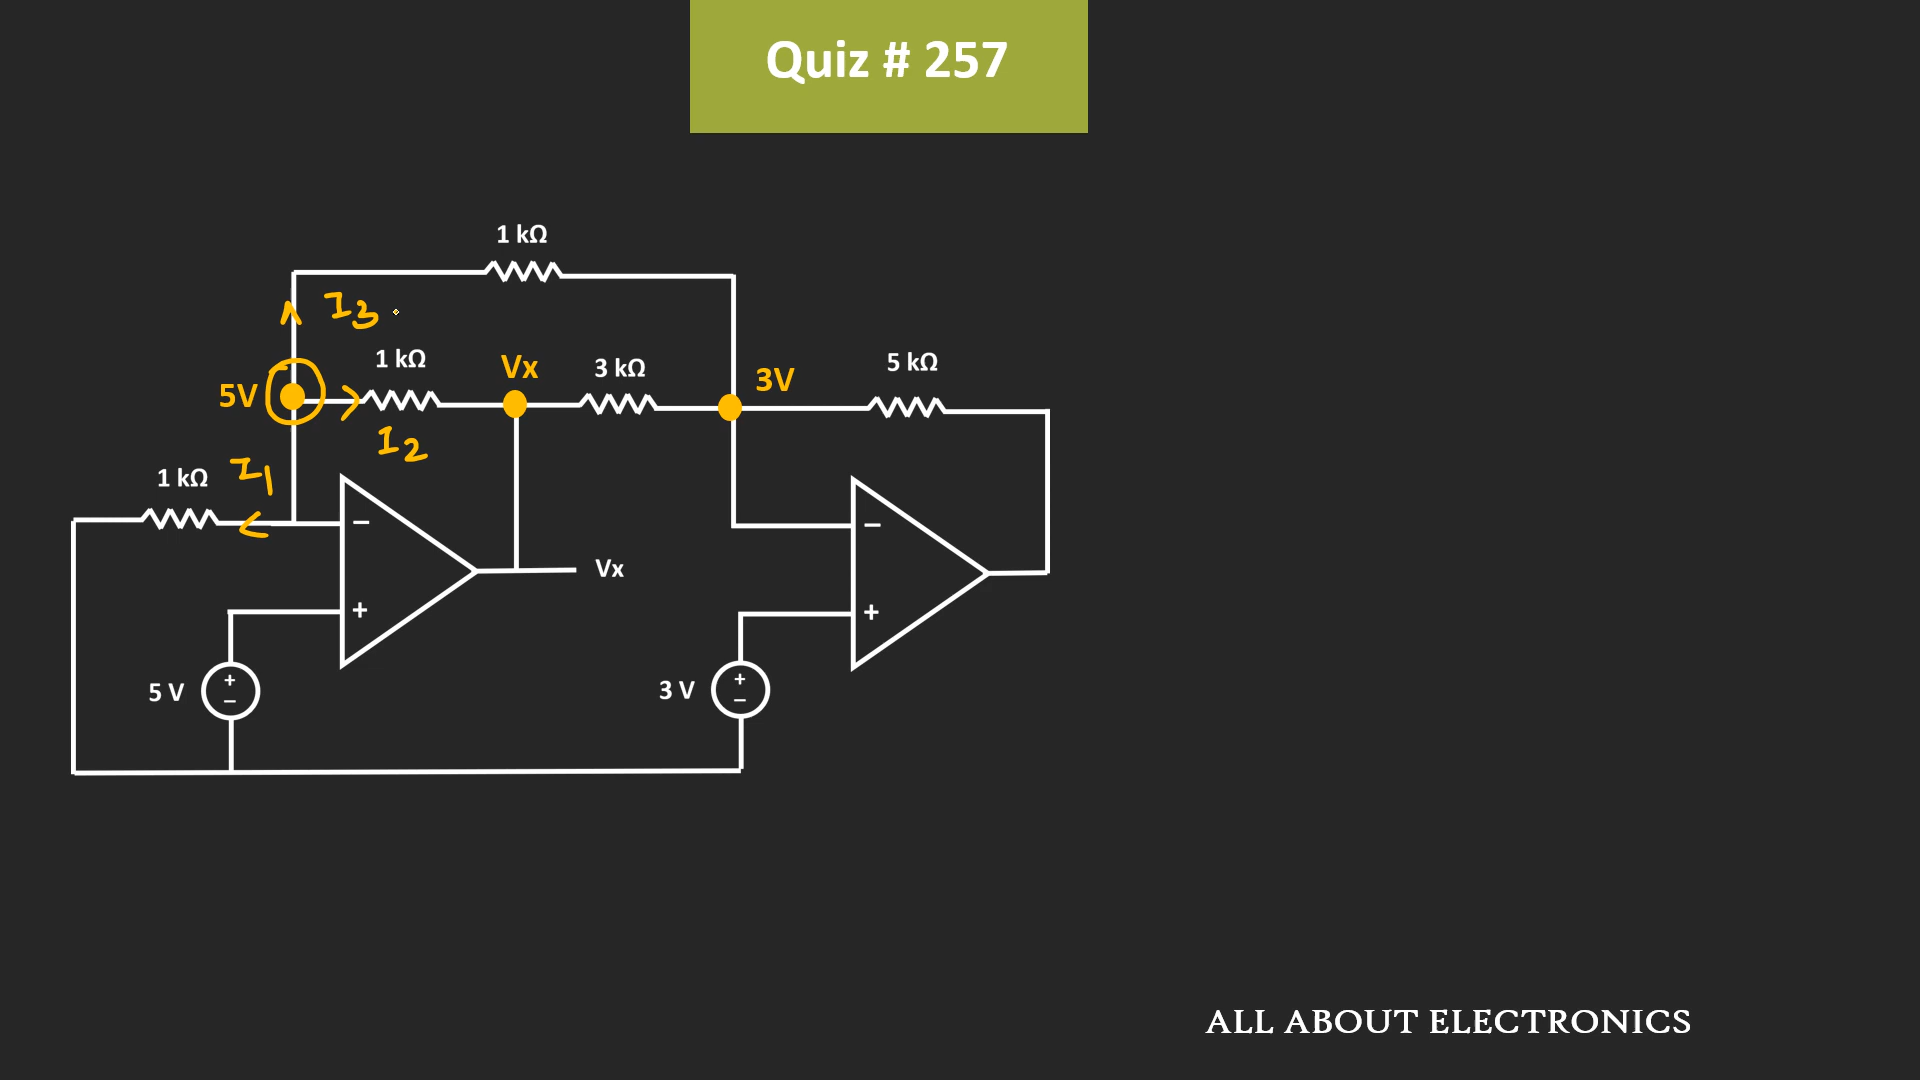 Quiz # 257
1 kΩ
I3
1 kΩ
Vx
3 kΩ
5 kΩ
5V
3V
I2
1 kΩ
I1
−
−
Vx
+
+
5 V
+
−
3 V
+
−
ALL ABOUT ELECTRONICS